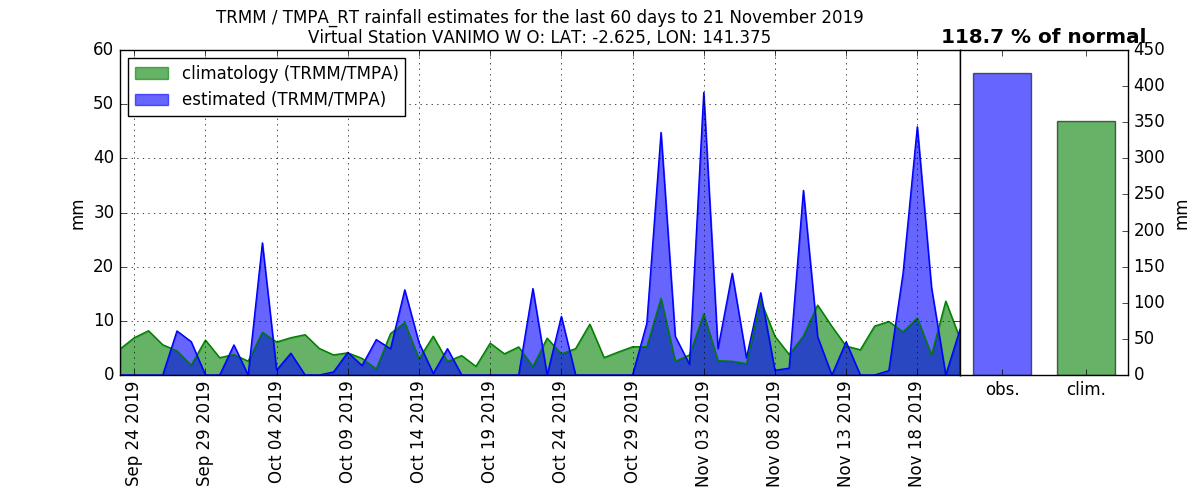 TRMM / TMPA_RT rainfall estimates for the last 60 days to 21 November 2019
Virtual Station VANIMO W O: LAT: -2.625, LON: 141.375
118.7 % of normal
climatology (TRMM/TMPA)
estimated (TRMM/TMPA)
mm
60
50
40
30
20
10
0
Sep 24 2019
Sep 29 2019
Oct 04 2019
Oct 09 2019
Oct 14 2019
Oct 19 2019
Oct 24 2019
Oct 29 2019
Nov 03 2019
Nov 08 2019
Nov 13 2019
Nov 18 2019
450
400
350
300
250
200
150
100
50
0
mm
obs.
clim.